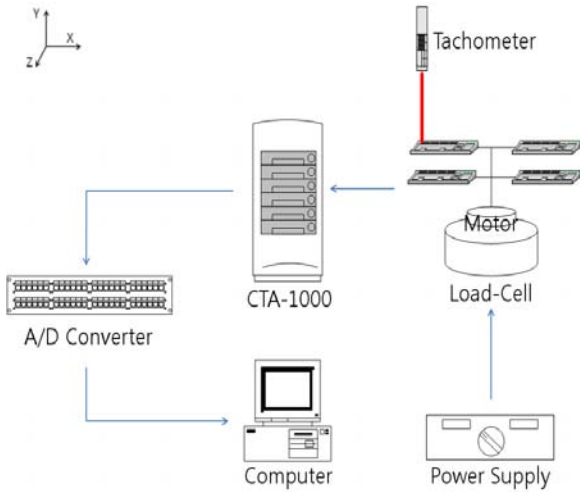 Y
X
Z
Tachometer
Motor
CTA-1000
Load-Cell
A/D Converter
Computer
Power Supply